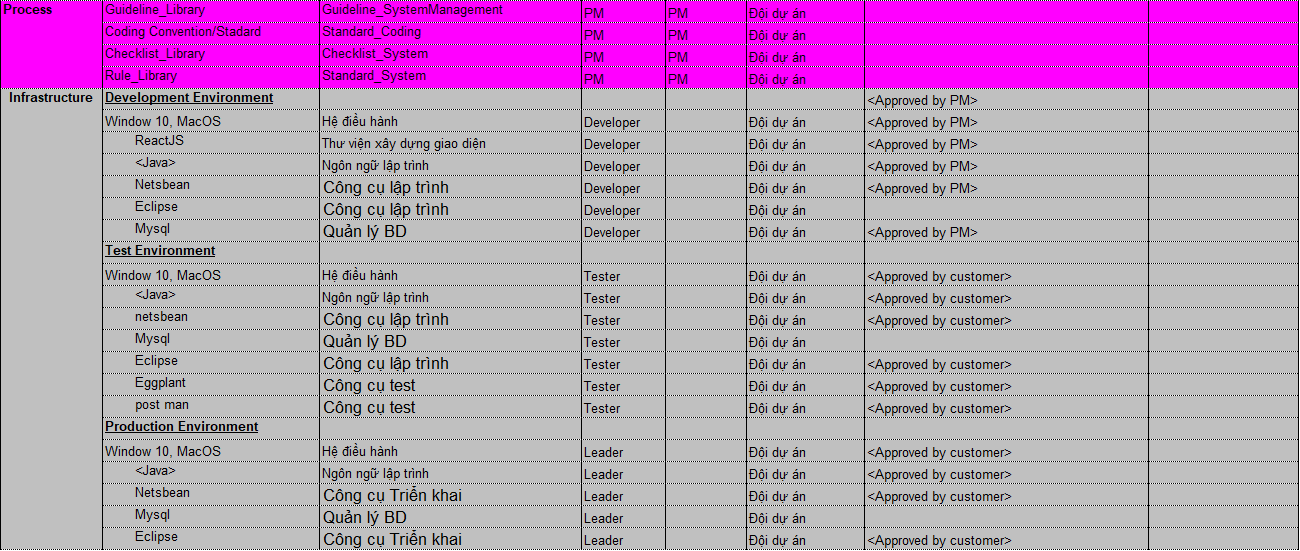 Process Guideline_Library Guideline_SystemManagement PM PM Đội dự án
Coding Convention/Stadard Standard_Coding PM PM Đội dự án
Checklist_Library Checklist_System PM PM Đội dự án
Rule_Library Standard_System PM PM Đội dự án
Infrastructure Development Environment <Approved by PM>
Window 10, MacOS Hệ điều hành Developer Đội dự án <Approved by PM>
ReactJS Thư viện xây dựng giao diện Developer Đội dự án <Approved by PM>
<Java> Ngôn ngữ lập trình Developer Đội dự án <Approved by PM>
Netsbean Công cụ lập trình Developer Đội dự án <Approved by PM>
Eclipse Công cụ lập trình Developer Đội dự án
Mysql Quản lý BD Developer Đội dự án <Approved by PM>
Test Environment
Window 10, MacOS Hệ điều hành Tester Đội dự án <Approved by customer>
<Java> Ngôn ngữ lập trình Tester Đội dự án <Approved by customer>
netsbean Công cụ lập trình Tester Đội dự án <Approved by customer>
Mysql Quản lý BD Tester Đội dự án
Eclipse Công cụ lập trình Tester Đội dự án <Approved by customer>
Eggplant Công cụ test Tester Đội dự án <Approved by customer>
post man Công cụ test Tester Đội dự án <Approved by customer>
Production Environment
Window 10, MacOS Hệ điều hành Leader Đội dự án <Approved by customer>
<Java> Ngôn ngữ lập trình Leader Đội dự án <Approved by customer>
Netsbean Công cụ Triển khai Leader Đội dự án <Approved by customer>
Mysql Quản lý BD Leader Đội dự án
Eclipse Công cụ Triển khai Leader Đội dự án <Approved by customer>